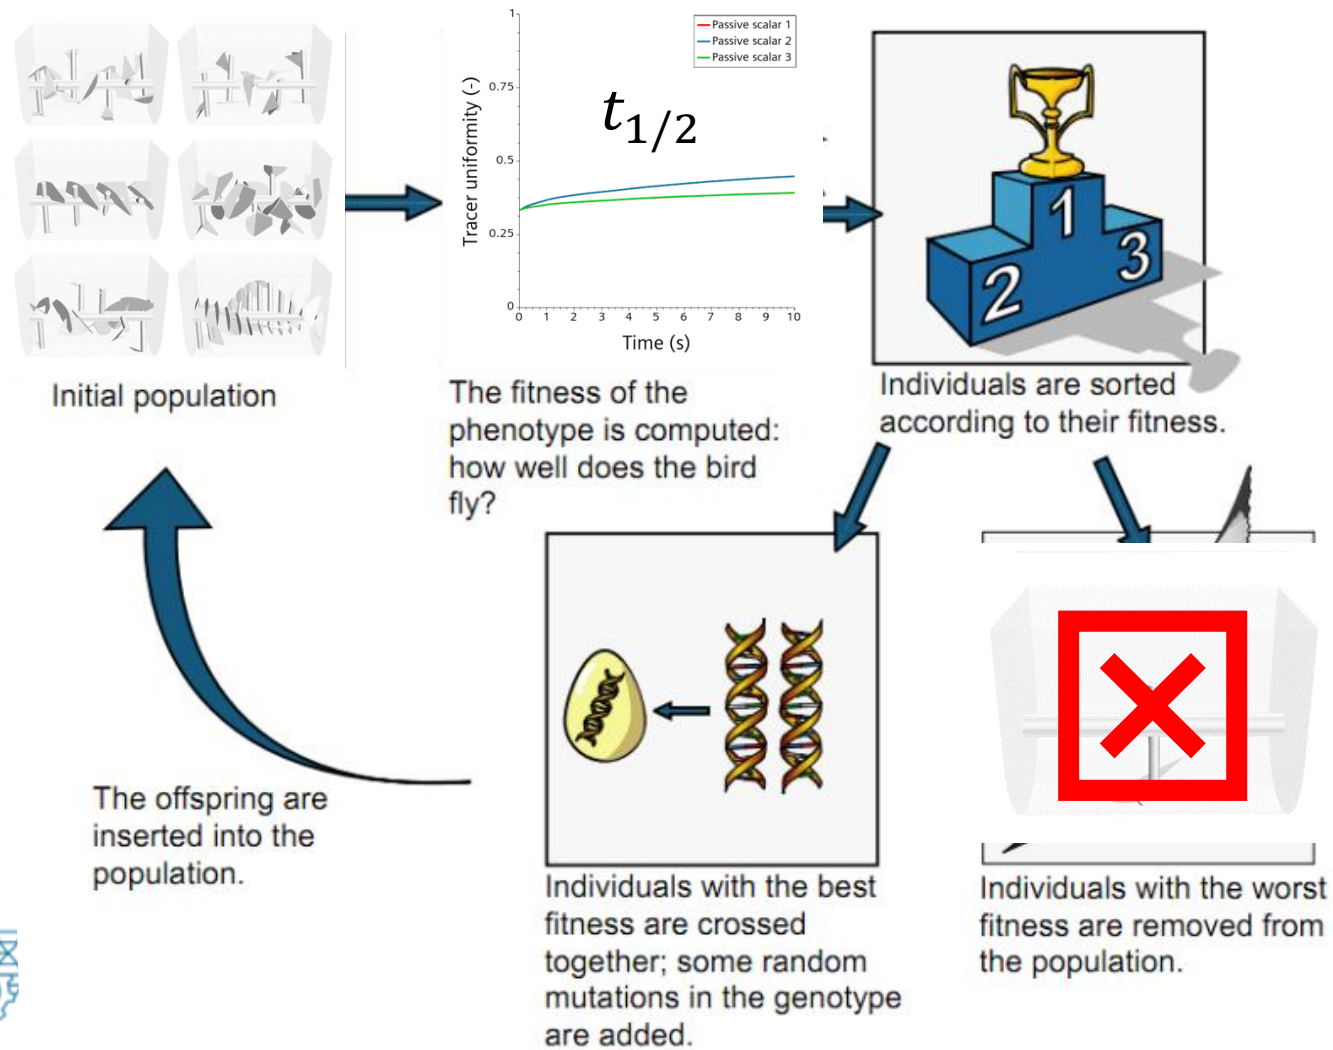 1
0.75
0.5
0.25
0
Tracer uniformity (-)
Passive scalar 1
Passive scalar 2
Passive scalar 3
t1/2
0 1 2 3 4 5 6 7 8 9 10
Time (s)
1
2
3
Initial population
The fitness of the
phenotype is computed:
how well does the bird
fly?
Individuals are sorted
according to their fitness.
The offspring are
inserted into the
population.
Individuals with the best
fitness are crossed
together; some random
mutations in the genotype
are added.
Individuals with the worst
fitness are removed from
the population.